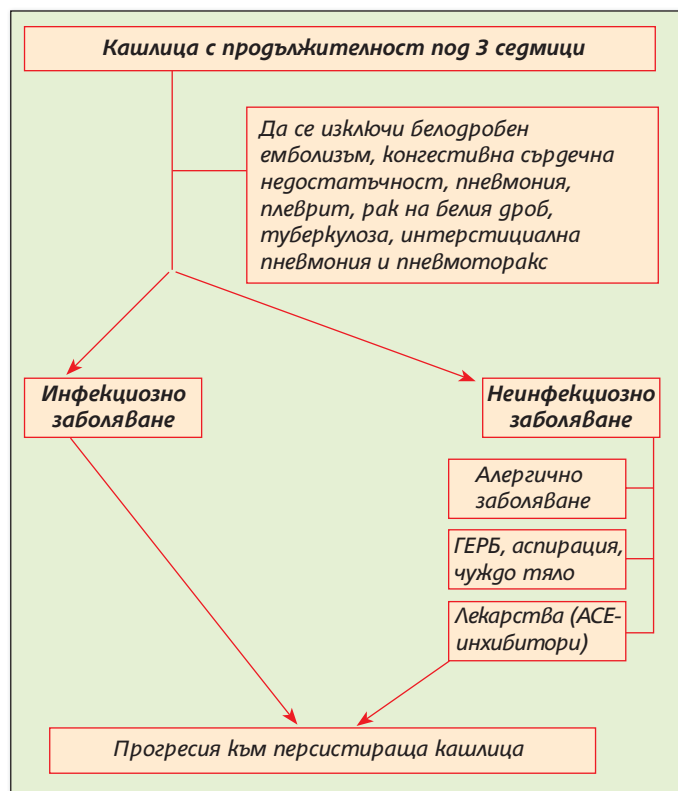 Кашлица с продължителност под 3 седмици
Да се изключи белодробен
емболизъм, конгестивна сърдечна
недостатъчност, пневмония,
плеврит, рак на белия дроб,
туберкулоза, интерстициална
пневмония и пневмоторакс
Инфекциозно
заболяване
Неинфекциозно
заболяване
Алергично
заболяване
ГЕРБ, аспирация,
чуждо тяло
Лекарства (ACE-
инхибитори)
Прогресия към персистираща кашлица